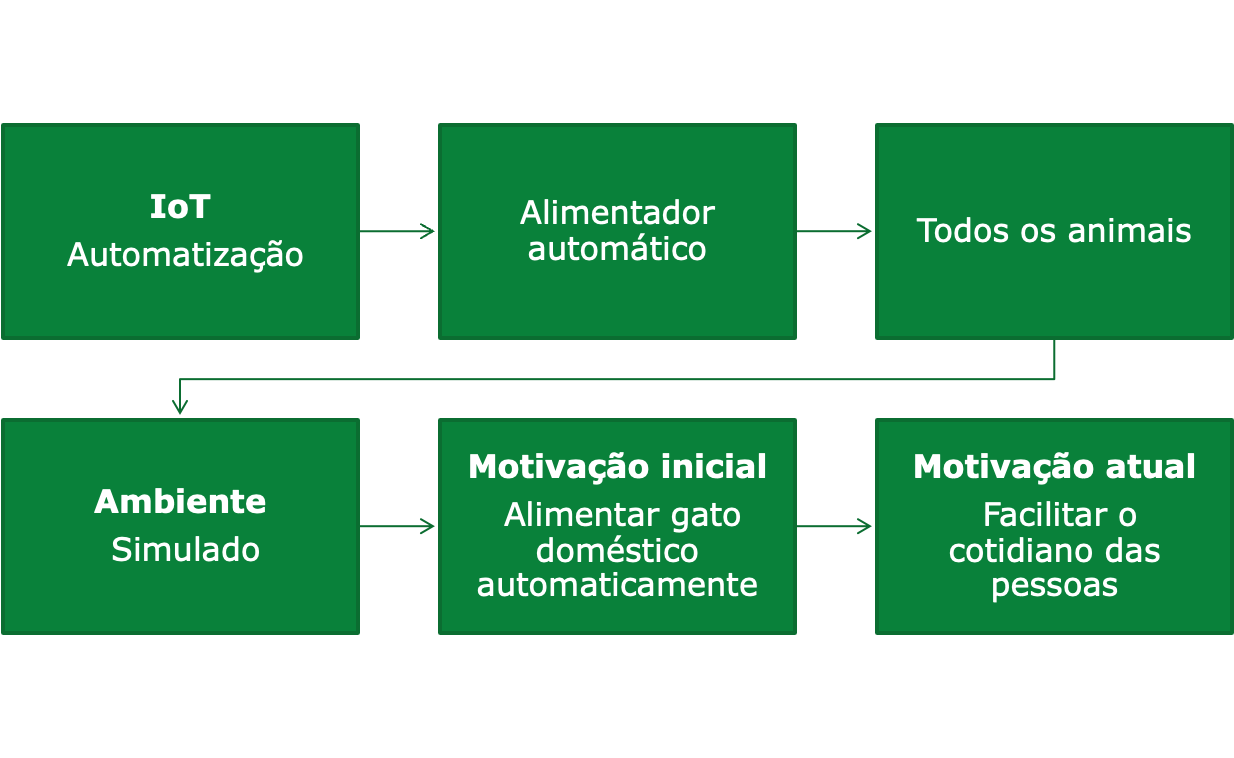 IoT
Automatização
Alimentador
automático
Todos os animais
Ambiente
Simulado
Motivação inicial
Alimentar gato
doméstico
automaticamente
Motivação atual
Facilitar o
cotidiano das
pessoas